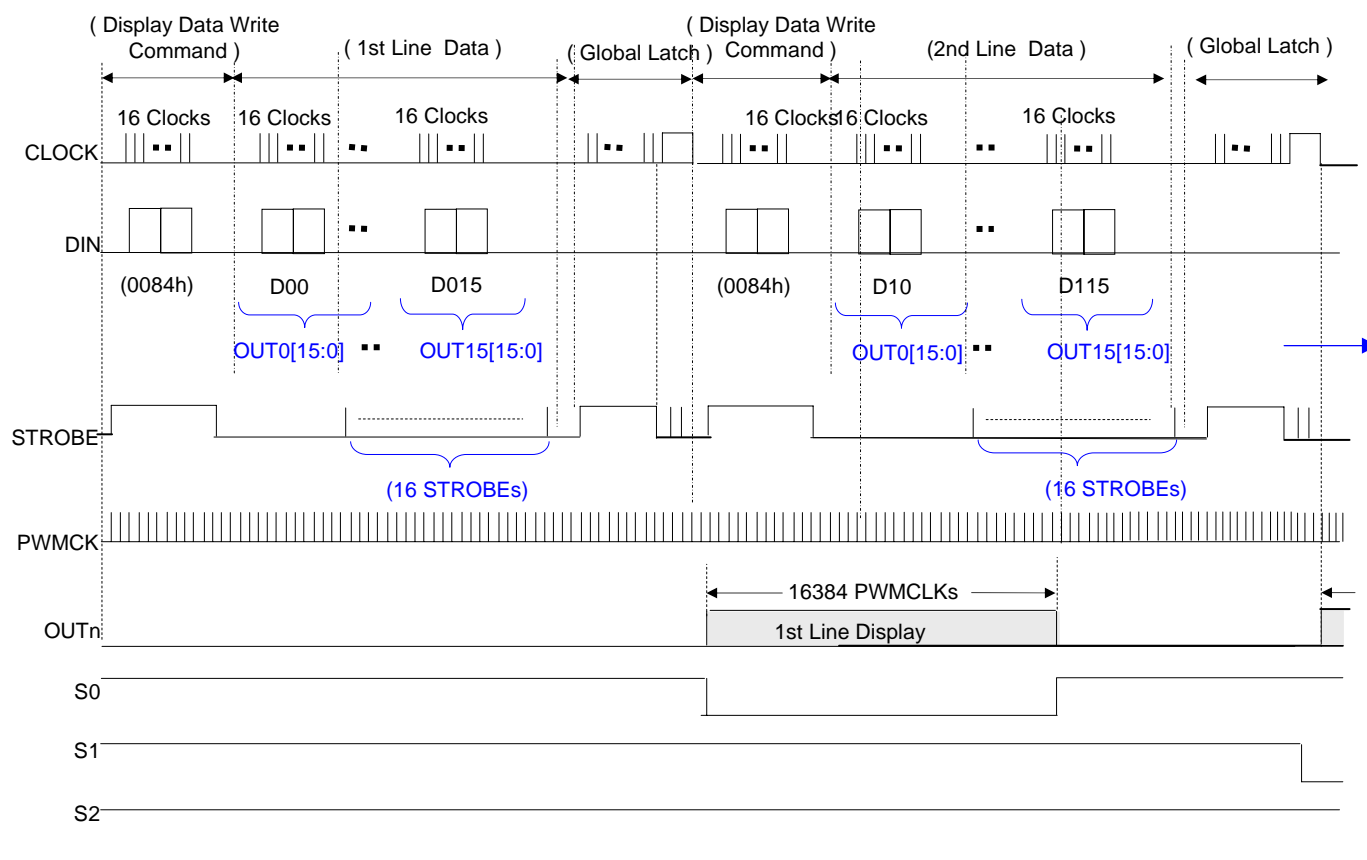 ( Display Data Write
Command )
( 1st Line Data )
( Global Latch )
( Display Data Write
Command )
(2nd Line Data )
( Global Latch )
16 Clocks
16 Clocks
16 Clocks
16 Clocks
16 Clocks
16 Clocks
CLOCK
DIN
(0084h)
D00
D015
(0084h)
D10
D115
OUT0[15:0]
OUT15[15:0]
OUT0[15:0]
OUT15[15:0]
STROBE
(16 STROBEs)
(16 STROBEs)
PWMCK
16384 PWMCLKs
OUTn
1st Line Display
S0
S1
S2